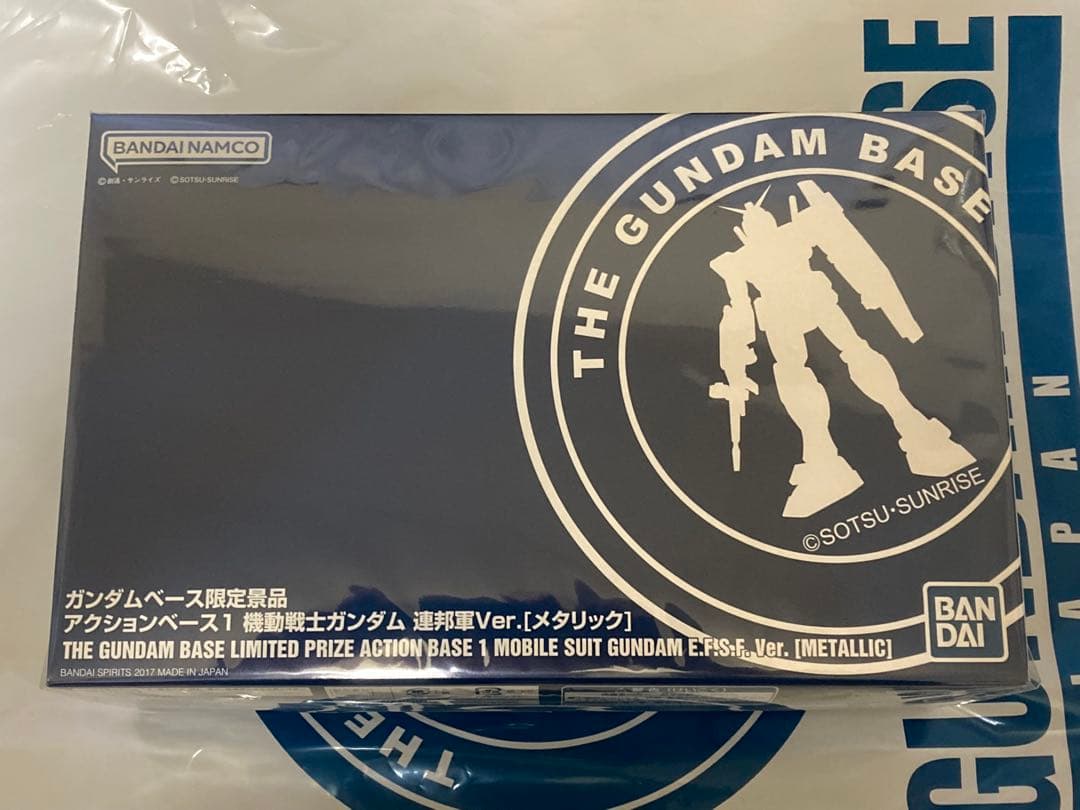 BANDAI NAMCO
©創通・サンライズ ©SOTSU・SUNRISE
THE GUNDAM BASE
©SOTSU・SUNRISE
ガンダムベース限定景品
アクションベース1 機動戦士ガンダム 連邦軍Ver.[メタリック]
THE GUNDAM BASE LIMITED PRIZE ACTION BASE 1 MOBILE SUIT GUNDAM E.F.S.F. Ver. [METALLIC]
BANDAI SPIRITS 2017 MADE IN JAPAN
BAN
DAI
THE